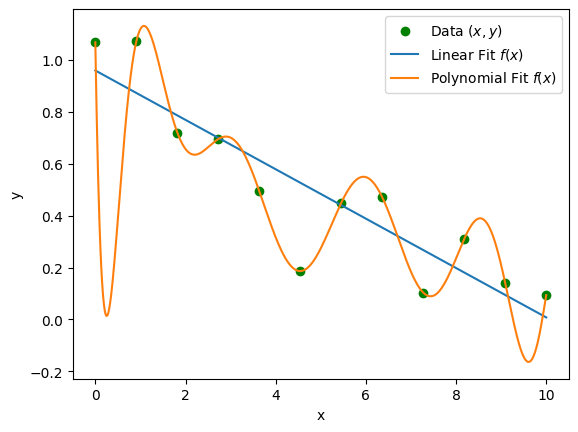 Data (x, y)
Linear Fit f(x)
Polynomial Fit f(x)
1.0
0.8
0.6
0.4
0.2
0.0
−0.2
y
0 2 4 6 8 10
x